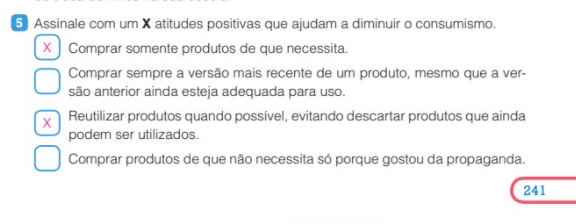 5 Assinale com um X atitudes positivas que ajudam a diminuir o consumismo.
X Comprar somente produtos de que necessita.
Comprar sempre a versão mais recente de um produto, mesmo que a ver-
são anterior ainda esteja adequada para uso.
X Reutilizar produtos quando possível, evitando descartar produtos que ainda
podem ser utilizados.
Comprar produtos de que não necessita só porque gostou da propaganda.
241